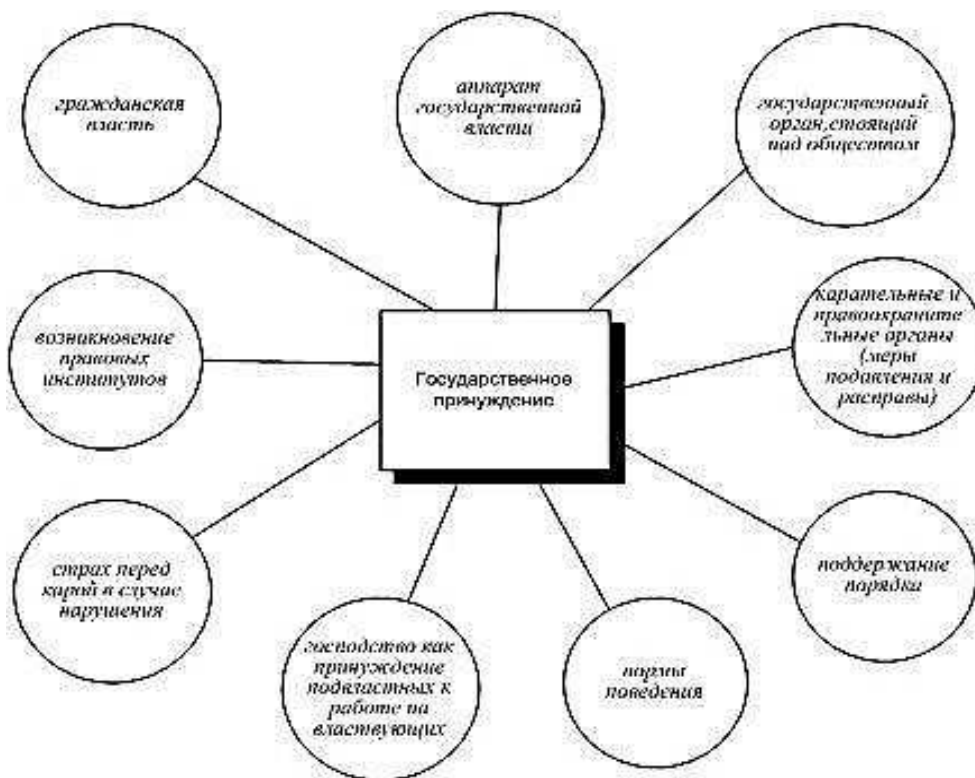 гражданская
власть
аппарат
государственной
власти
государственный
орган,стоящий
над обществом
возникновение
правовых
институтов
Государственное
принуждение
карательные и
правоохраните
льные органы
(меры
подавления и
расправы)
страх перед
карой в случае
нарушения
господство как
принуждение
подвластных к
работе на
властвующих
нормы
поведения
поддержание
порядка